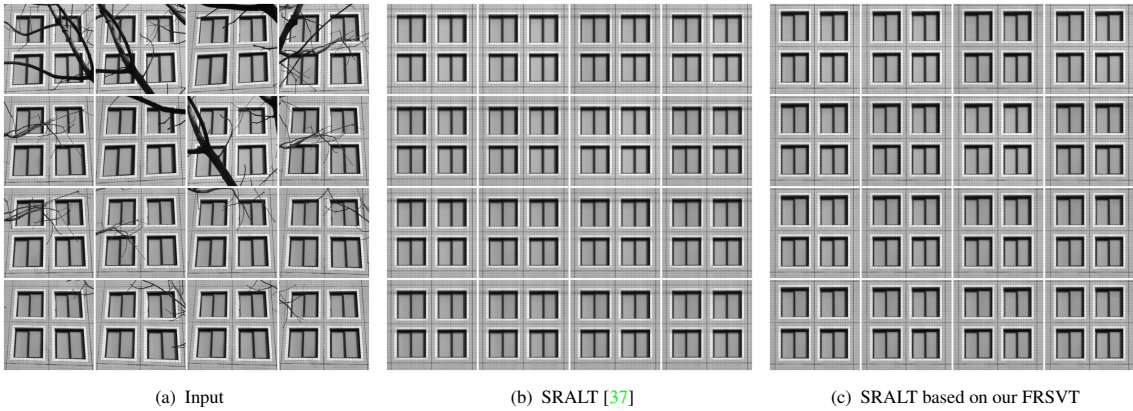 (a) Input
(b) SRALT [37]
(c) SRALT based on our FRSVT